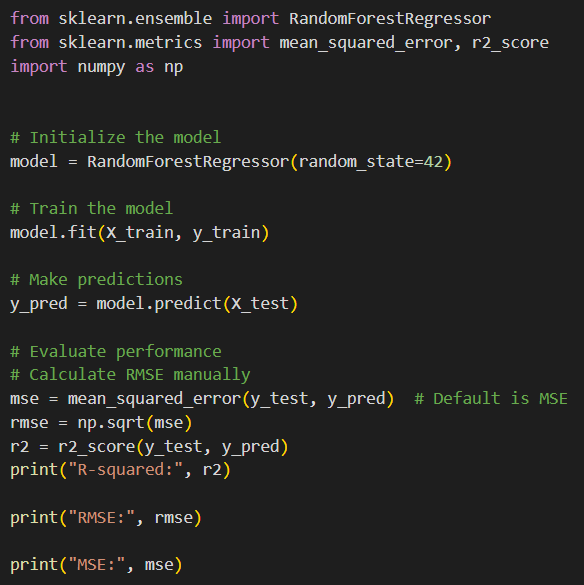 from sklearn.ensemble import RandomForestRegressor
from sklearn.metrics import mean_squared_error, r2_score
import numpy as np
# Initialize the model
model = RandomForestRegressor(random_state=42)
# Train the model
model.fit(X_train, y_train)
# Make predictions
y_pred = model.predict(X_test)
# Evaluate performance
# Calculate RMSE manually
mse = mean_squared_error(y_test, y_pred)  # Default is MSE
rmse = np.sqrt(mse)
r2 = r2_score(y_test, y_pred)
print("R-squared:", r2)
print("RMSE:", rmse)
print("MSE:", mse)